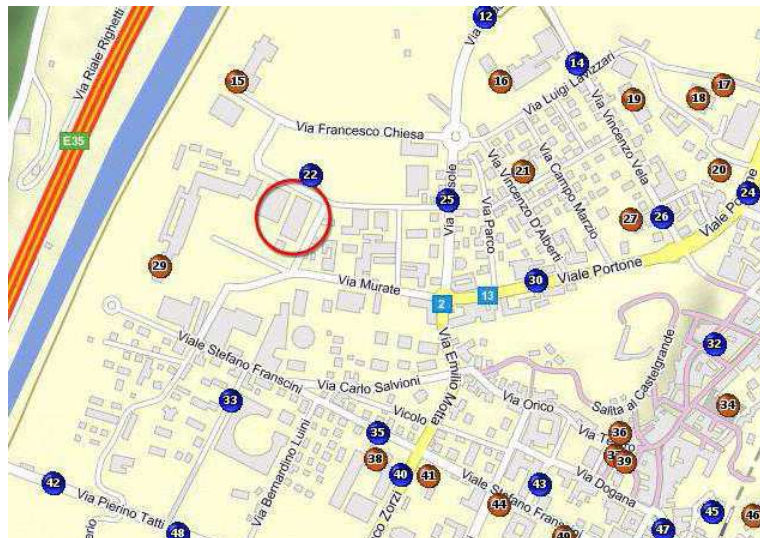 12
Via
14
Via Riale Righetti
15
16
17
18
19
Via Luigi Lavizzari
Via Francesco Chiesa
E35
Via Vincenzo Vela
21
20
22
25
Via Parco
Via Vincenzo D'Alberti
Via Campo Marzio
27
26
24
Viale Portone
29
Via Murate
2
13
30
Viale Portone
Viale Stefano Franscini
Via Emilio Motta
32
33
Via Carlo Salvioni
Via Orico
Salita al Castelgrande
34
Vicolo
35
36
39
38
40
41
43
44
Via Bernardino Luini
Viale Stefano Franscini
Via Dogana
42
Via Pierino Tatti
48
47
45
46